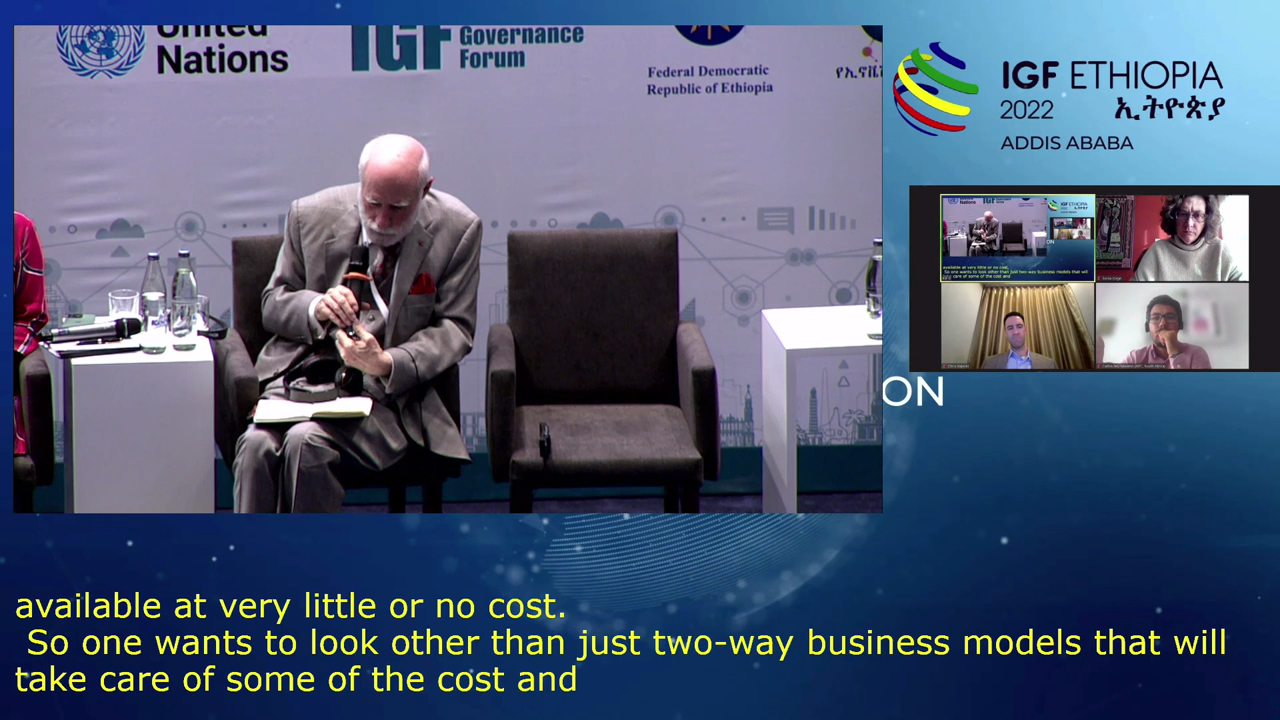 United
Nations
IGF
Governance
Forum
Federal Democratic
Republic of Ethiopia
IGF ETHIOPIA
2022 ኢትዮጵያ
ADDIS ABABA
ON
available at very little or no cost.
So one wants to look other than just two-way business models that will
take care of some of the cost and